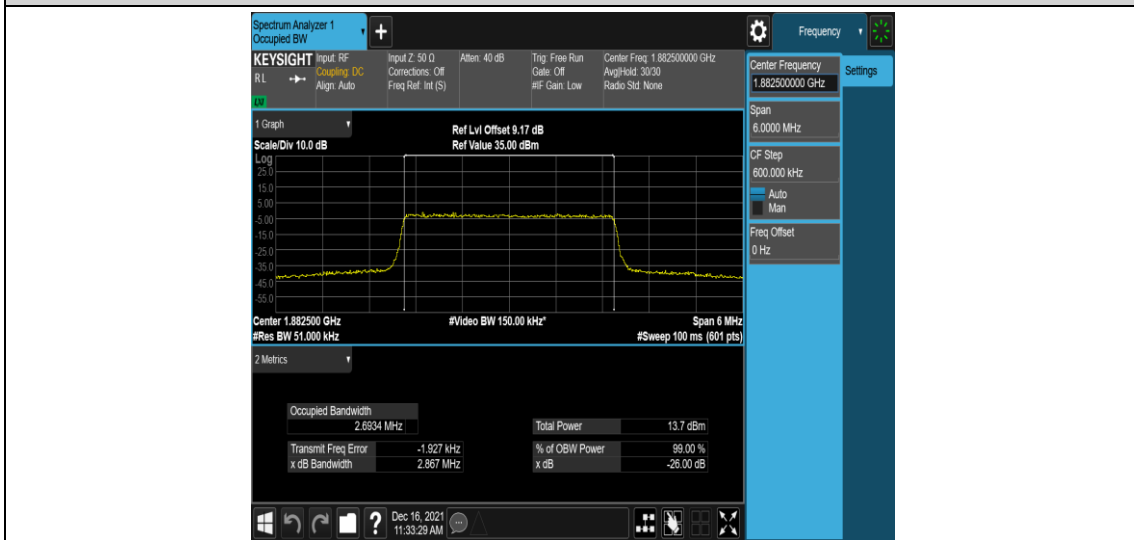 Spectrum Analyzer 1
Occupied BW
+
Frequency
KEYSIGHT
RL
Input: RF
Coupling: DC
Align: Auto
Input Z: 50 Ω
Corrections: Off
Freq Ref: Int (S)
Atten: 40 dB
Trig: Free Run
Gate: Off
#IF Gain: Low
Center Freq: 1.882500000 GHz
Avg|Hold: 30/30
Radio Std: None
Center Frequency
1.882500000 GHz
Settings
Span
6.0000 MHz
CF Step
600.000 kHz
Auto
Man
Freq Offset
0 Hz
1 Graph
Scale/Div 10.0 dB
Ref Lvl Offset 9.17 dB
Ref Value 35.00 dBm
Log
25.0
15.0
5.00
-5.00
-15.0
-25.0
-35.0
-45.0
-55.0
Center 1.882500 GHz
#Res BW 51.000 kHz
#Video BW 150.00 kHz*
Span 6 MHz
#Sweep 100 ms (601 pts)
2 Metrics
Occupied Bandwidth
2.6934 MHz
Transmit Freq Error -1.927 kHz
x dB Bandwidth 2.867 MHz
Total Power 13.7 dBm
% of OBW Power 99.00 %
x dB -26.00 dB
?
Dec 16, 2021
11:33:29 AM